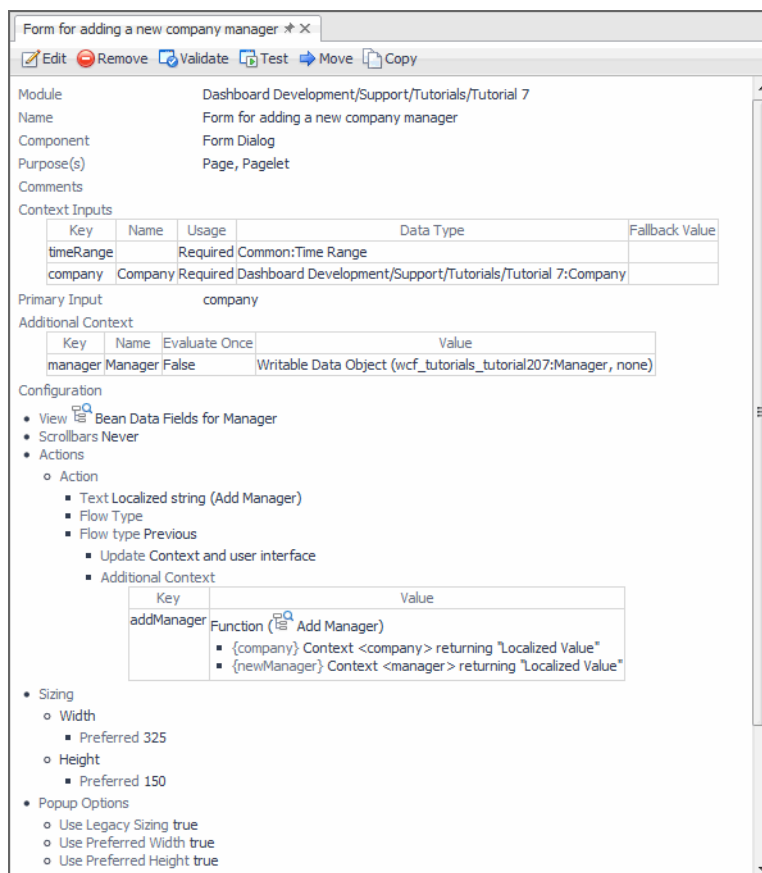 Form for adding a new company manager
Edit Remove Validate Test Move Copy
Module Dashboard Development/Support/Tutorials/Tutorial 7
Name Form for adding a new company manager
Component Form Dialog
Purpose(s) Page, Pagelet
Comments
Context Inputs
Key Name Usage Data Type Fallback Value
timeRange Required Common:Time Range
company Company Required Dashboard Development/Support/Tutorials/Tutorial 7:Company
Primary Input company
Additional Context
Key Name Evaluate Once Value
manager Manager False Writable Data Object (wcf_tutorials_tutorial207:Manager, none)
Configuration
View Bean Data Fields for Manager
Scrollbars Never
Actions
Action
Text Localized string (Add Manager)
Flow Type
Flow type Previous
Update Context and user interface
Additional Context
Key Value
addManager Function (Add Manager)
{company} Context <company> returning "Localized Value"
{newManager} Context <manager> returning "Localized Value"
Sizing
Width
Preferred 325
Height
Preferred 150
Popup Options
Use Legacy Sizing true
Use Preferred Width true
Use Preferred Height true